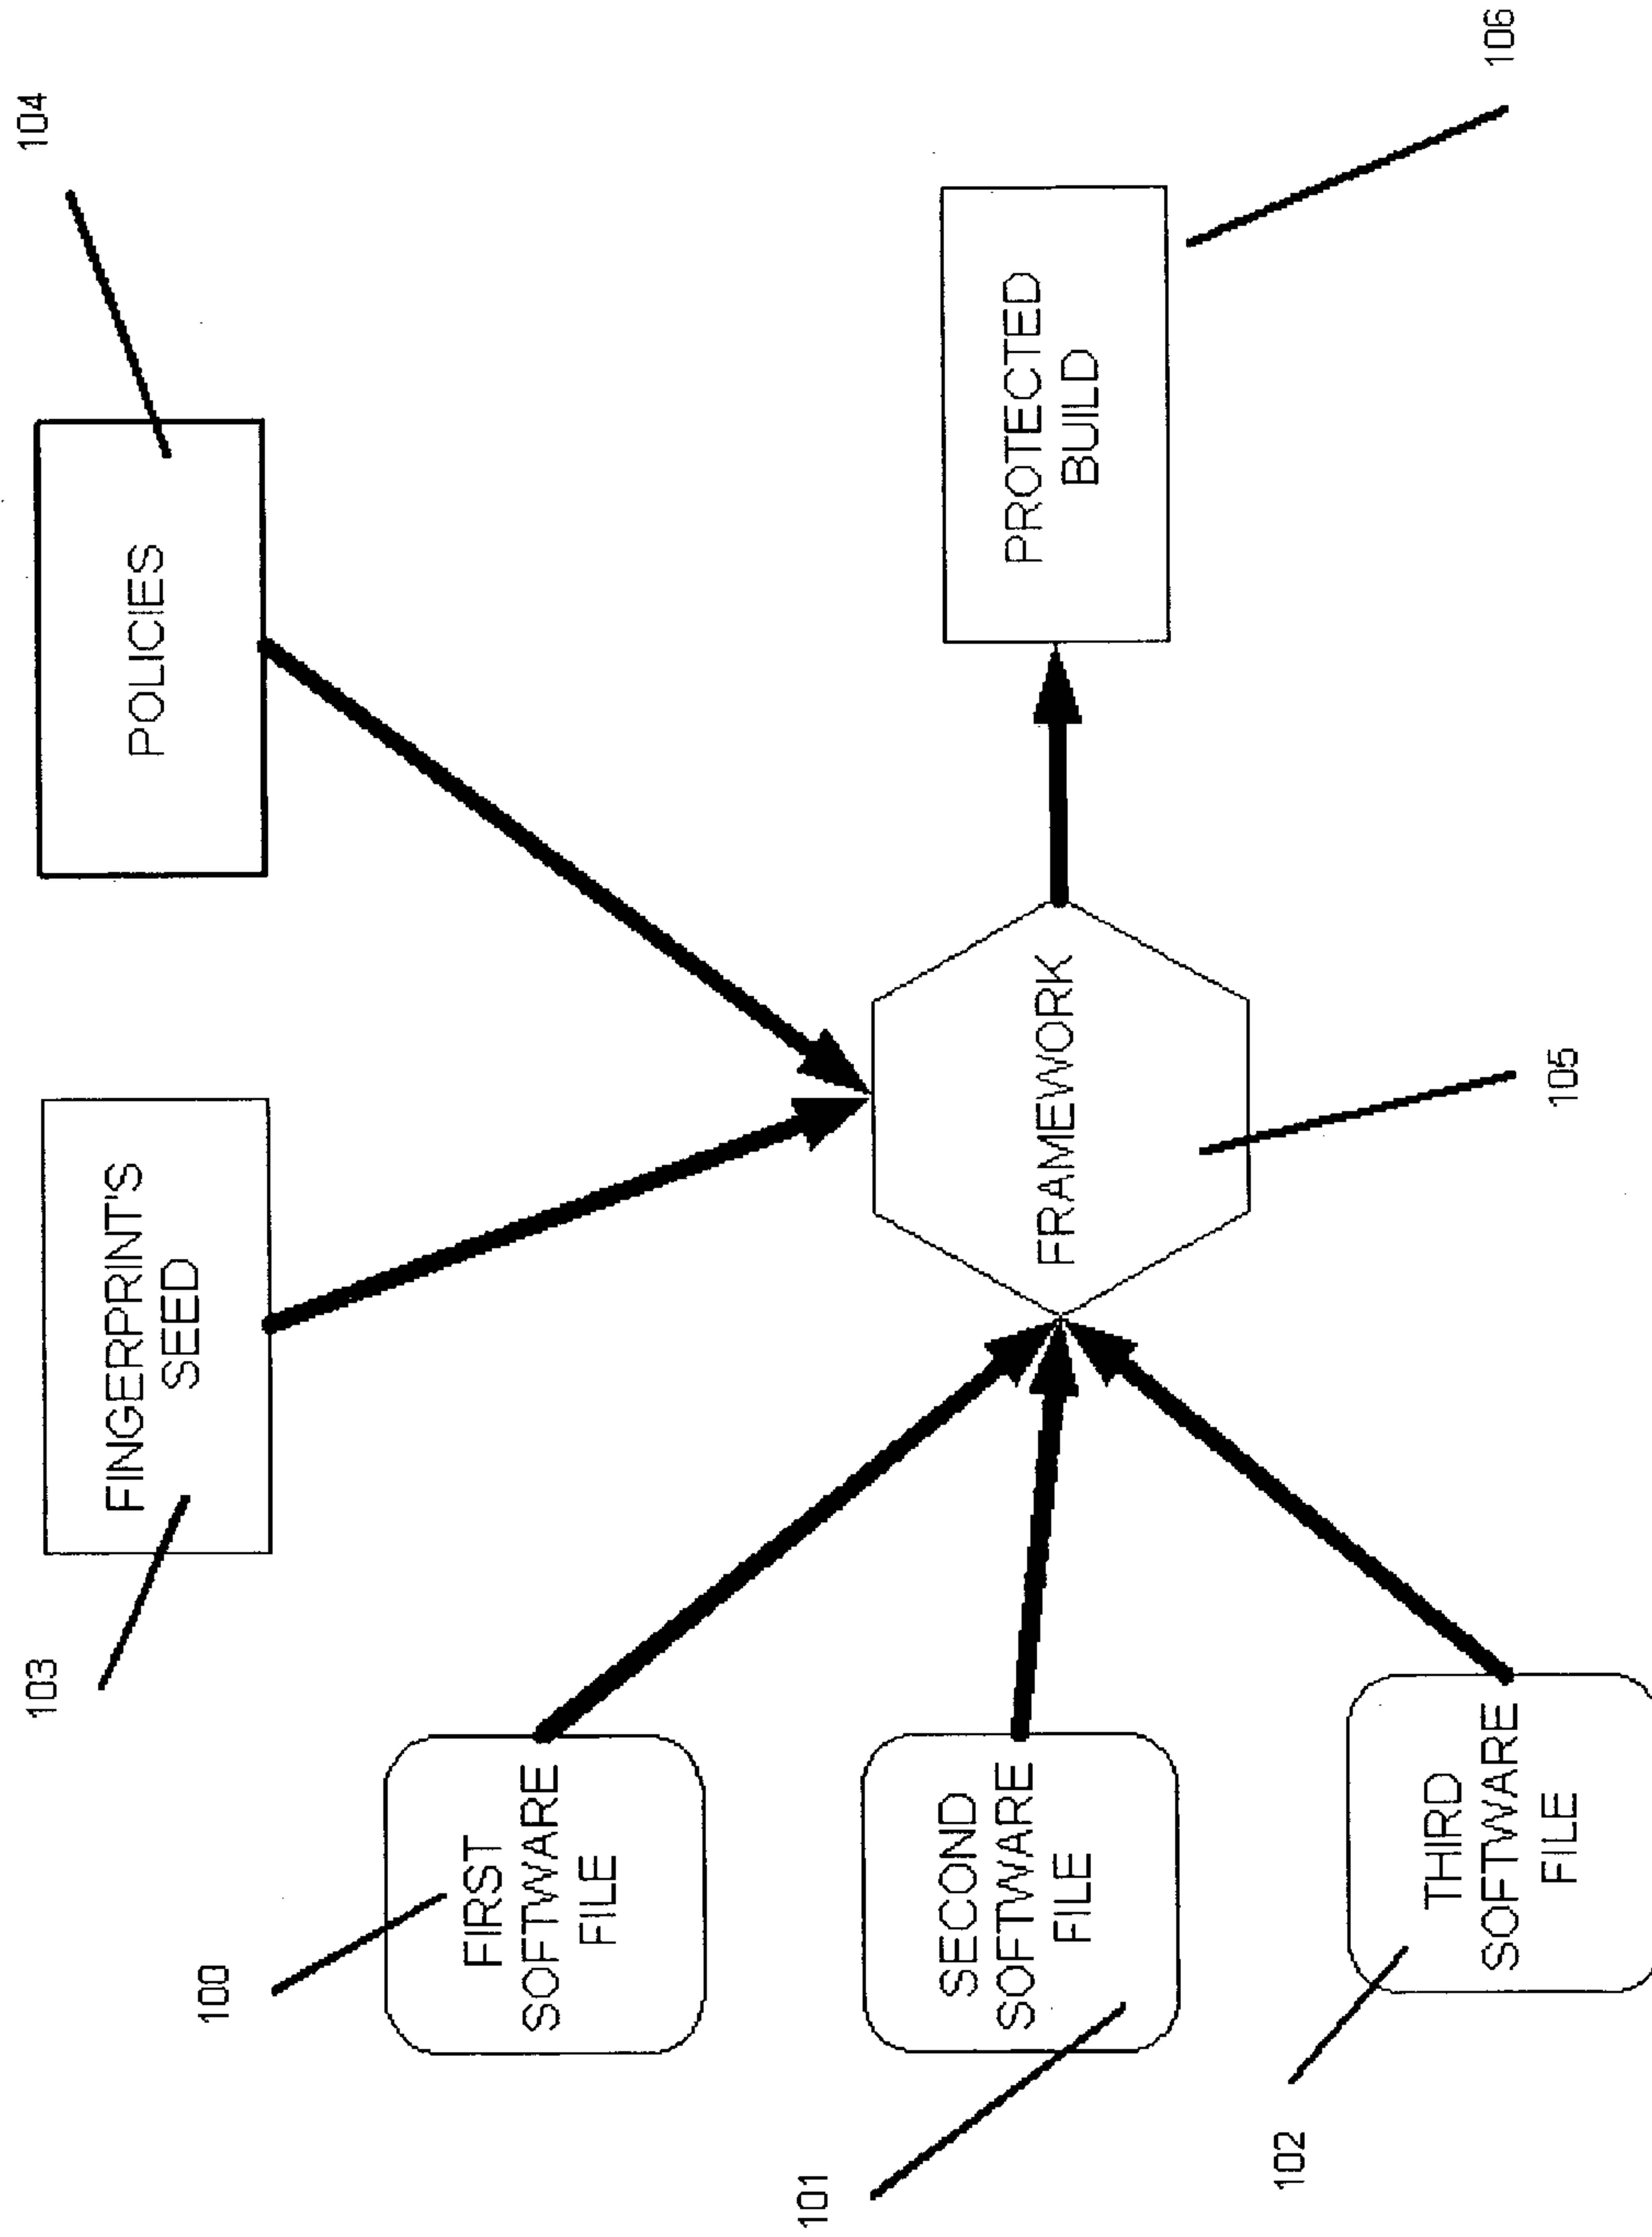 103
FINGERPRINT'S
SEED
POLICIES
104
100
FIRST
SOFTWARE
FILE
101
SECOND
SOFTWARE
FILE
102
THIRD
SOFTWARE
FILE
FRAMEWORK
105
PROTECTED
BUILD
106